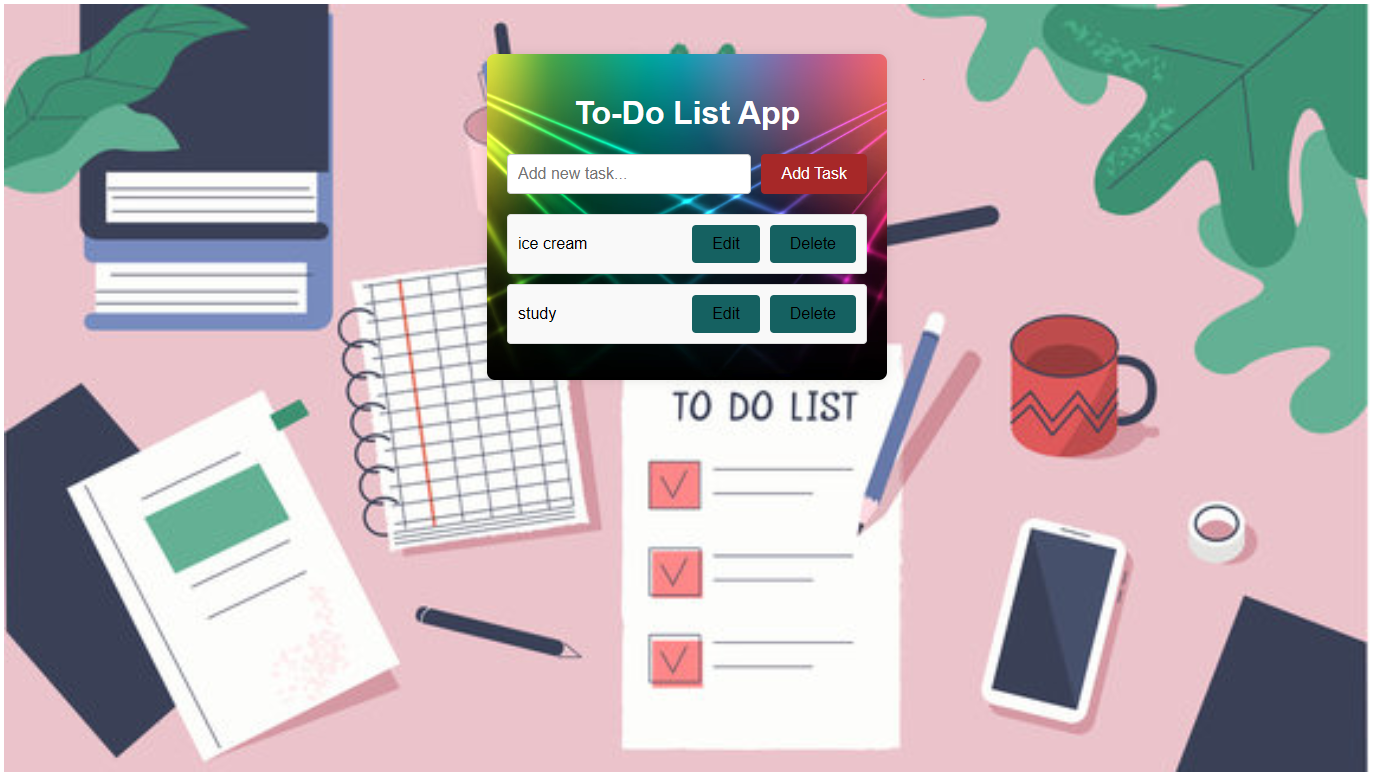 To-Do List App
Add new task...
Add Task
ice cream
Edit
Delete
study
Edit
Delete
TO DO LIST